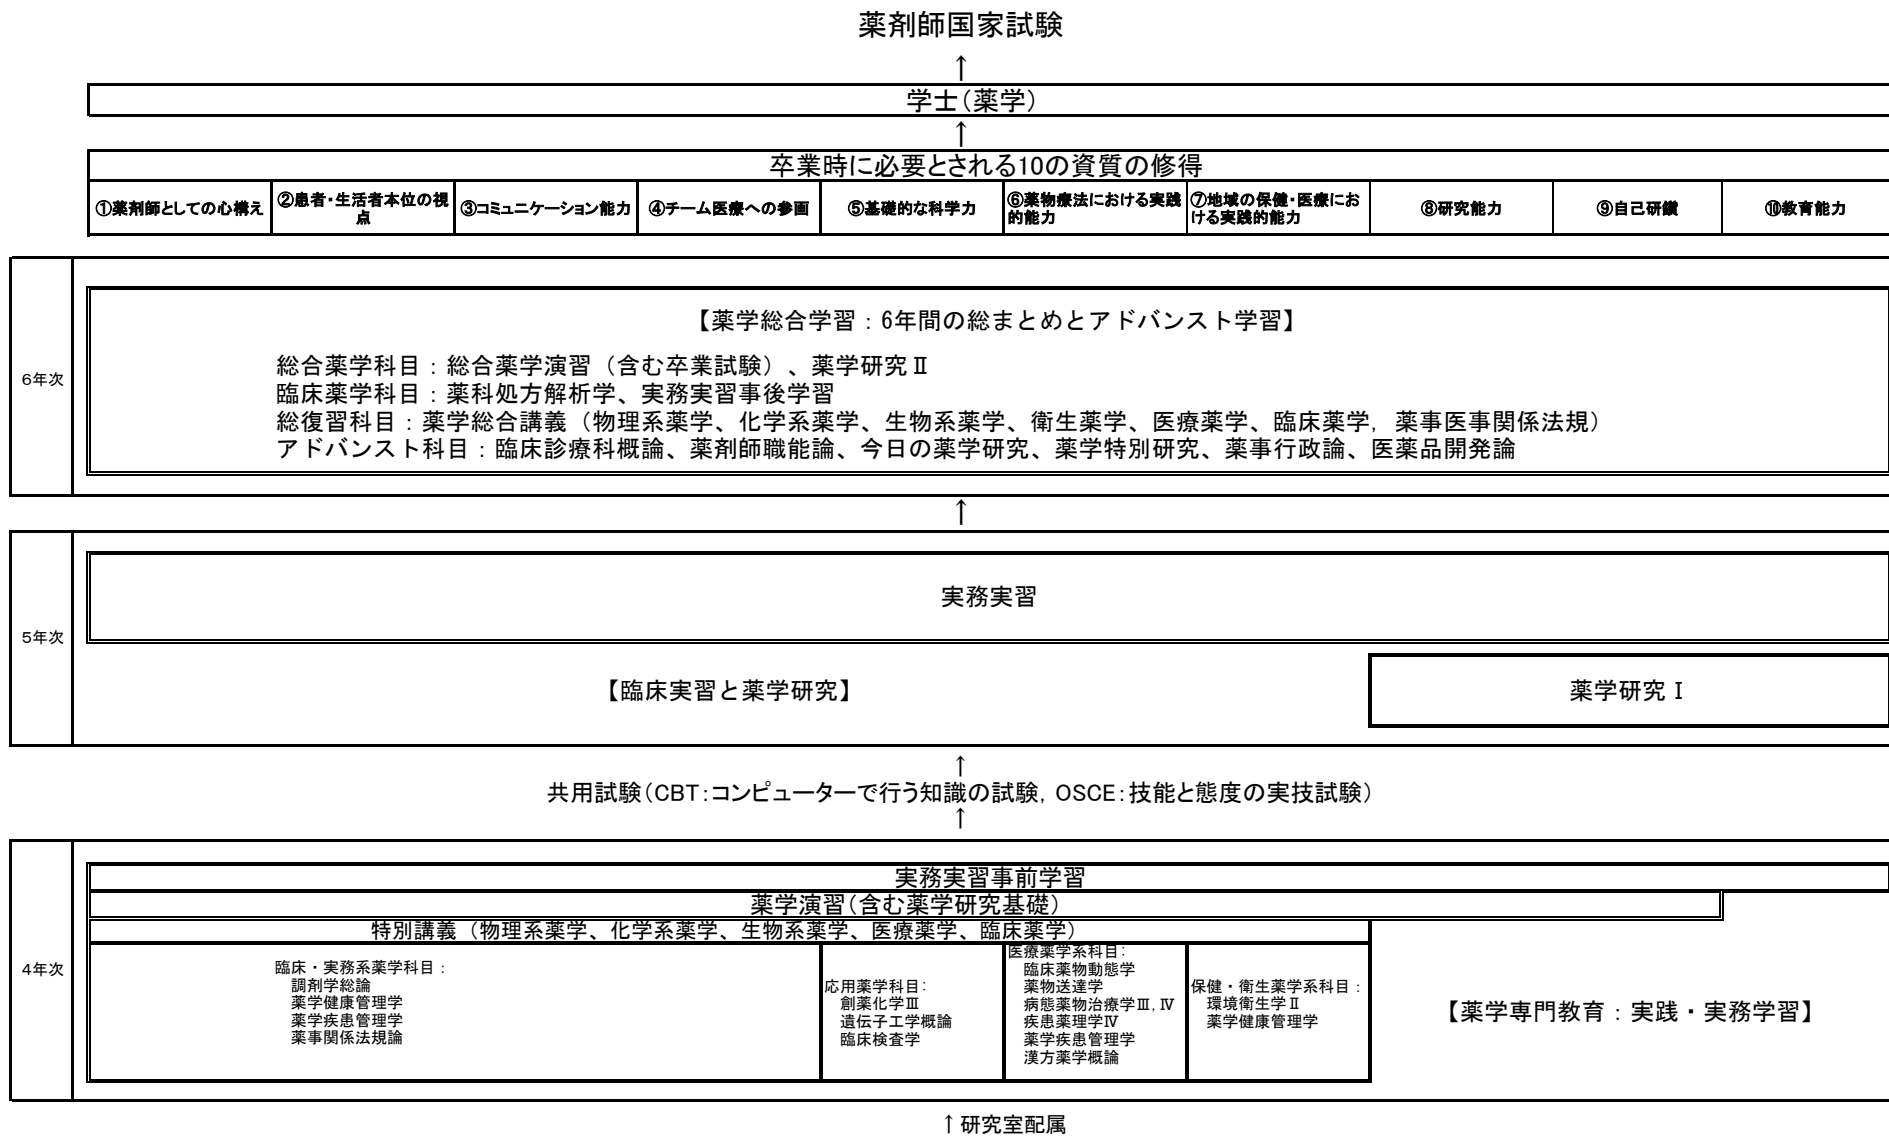 薬剤師国家試験
↑
学士(薬学)
↑
卒業時に必要とされる10の資質の修得
①薬剤師としての心構え
②患者・生活者本位の視
点
③コミュニケーション能力
④チーム医療への参画
⑤基礎的な科学力
⑥薬物療法における実践
的能力
⑦地域の保健・医療にお
ける実践的能力
⑧研究能力
⑨自己研鑽
⑩教育能力
6年次
【薬学総合学習：6年間の総まとめとアドバンスト学習】
総合薬学科目：総合薬学演習（含む卒業試験）、薬学研究Ⅱ
臨床薬学科目：薬科処方解析学、実務実習事後学習
総復習科目：薬学総合講義（物理系薬学、化学系薬学、生物系薬学、衛生薬学、医療薬学、臨床薬学，薬事医事関係法規）
アドバンスト科目：臨床診療科概論、薬剤師職能論、今日の薬学研究、薬学特別研究、薬事行政論、医薬品開発論
↑
5年次
実務実習
【臨床実習と薬学研究】
薬学研究Ⅰ
↑
共用試験(CBT：コンピューターで行う知識の試験，OSCE：技能と態度の実技試験)
↑
4年次
実務実習事前学習
薬学演習(含む薬学研究基礎)
特別講義（物理系薬学、化学系薬学、生物系薬学、医療薬学、臨床薬学）
臨床・実務系薬学科目：
調剤学総論
薬学健康管理学
薬学疾患管理学
薬事関係法規論
応用薬学科目：
創薬化学Ⅲ
遺伝子工学概論
臨床検査学
医療薬学系科目：
臨床薬物動態学
薬物送達学
病態薬物治療学Ⅲ，Ⅳ
疾患薬理学Ⅳ
薬学疾患管理学
漢方薬学概論
保健・衛生薬学系科目：
環境衛生学Ⅱ
薬学健康管理学
【薬学専門教育：実践・実務学習】
↑研究室配属